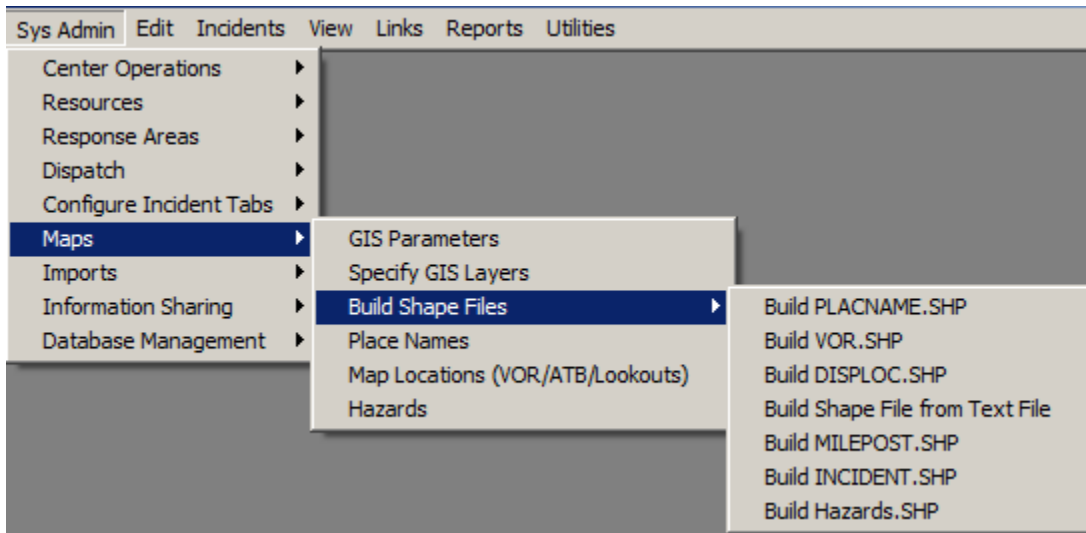 Sys Admin Edit Incidents View Links Reports Utilities
Center Operations
Resources
Response Areas
Dispatch
Configure Incident Tabs
Maps
Imports
Information Sharing
Database Management
GIS Parameters
Specify GIS Layers
Build Shape Files
Place Names
Map Locations (VOR/ATB/Lookouts)
Hazards
Build PLACNAME.SHP
Build VOR.SHP
Build DISPLOC.SHP
Build Shape File from Text File
Build MILEPOST.SHP
Build INCIDENT.SHP
Build Hazards.SHP